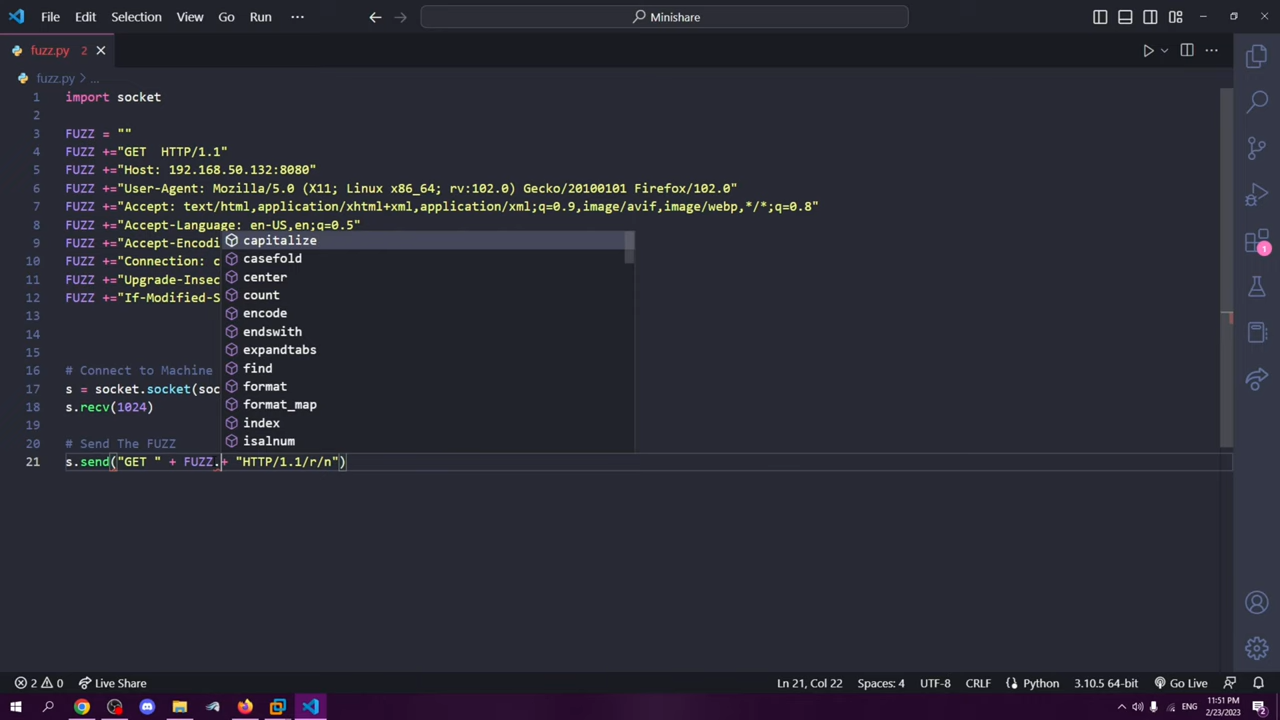 File Edit Selection View Go Run ··· Minishare
fuzz.py 2
fuzz.py > ...
1 import socket
2
3 FUZZ = ""
4 FUZZ +="GET  HTTP/1.1"
5 FUZZ +="Host: 192.168.50.132:8080"
6 FUZZ +="User-Agent: Mozilla/5.0 (X11; Linux x86_64; rv:102.0) Gecko/20100101 Firefox/102.0"
7 FUZZ +="Accept: text/html,application/xhtml+xml,application/xml;q=0.9,image/avif,image/webp,*/*;q=0.8"
8 FUZZ +="Accept-Language: en-US,en;q=0.5"
9 FUZZ +="Accept-Encodi
10 FUZZ +="Connection: c
11 FUZZ +="Upgrade-Insec
12 FUZZ +="If-Modified-S
13
14
15
16 # Connect to Machine
17 s = socket.socket(soc
18 s.recv(1024)
19
20 # Send The FUZZ
21 s.send("GET " + FUZZ.+ "HTTP/1.1/r/n")
capitalize
casefold
center
count
encode
endswith
expandtabs
find
format
format_map
index
isalnum
1
2 0 Live Share Ln 21, Col 22 Spaces: 4 UTF-8 CRLF Python 3.10.5 64-bit Go Live
ENG 11:51 PM
2/23/2023 2